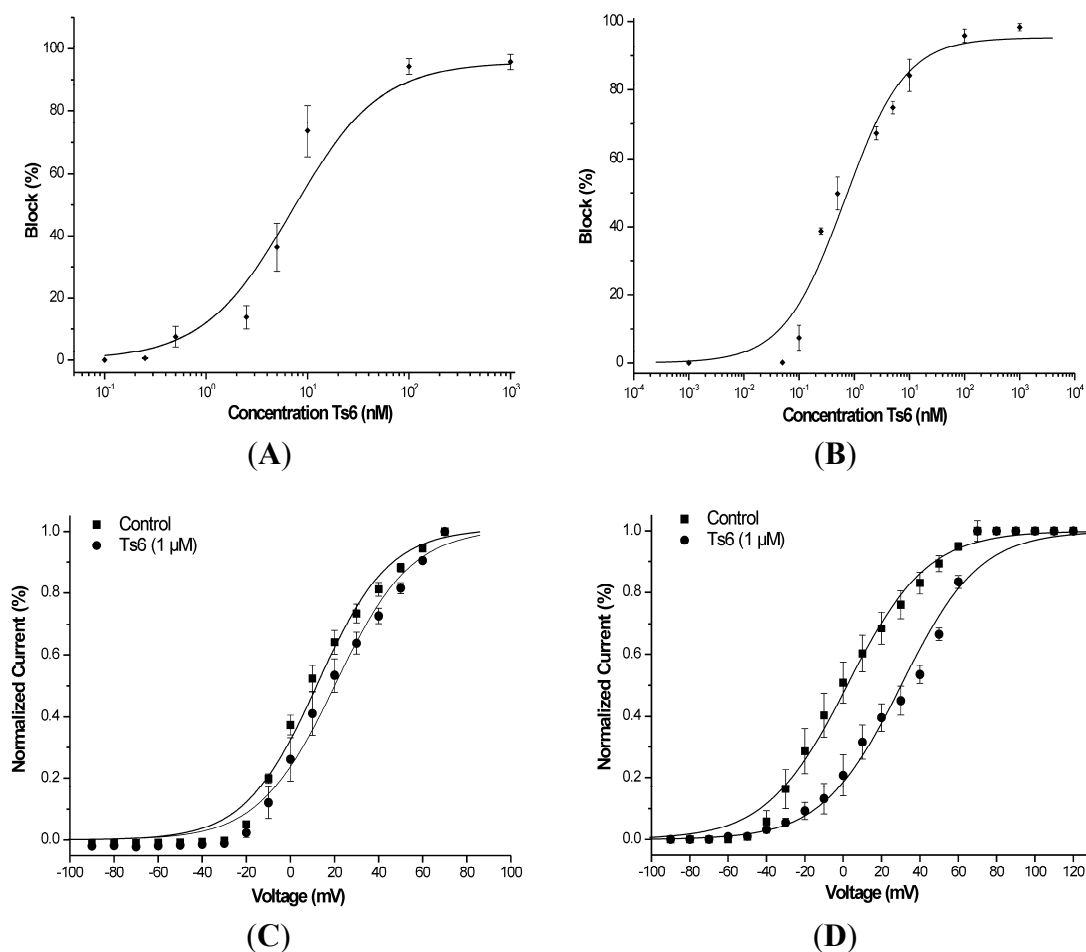 100
80
60
40
20
0
Block (%)
10⁻¹ 10⁰ 10¹ 10² 10³
Concentration Ts6 (nM)
(A)
100
80
60
40
20
0
Block (%)
10⁻⁴ 10⁻³ 10⁻² 10⁻¹ 10⁰ 10¹ 10² 10³ 10⁴
Concentration Ts6 (nM)
(B)
Control
Ts6 (1 µM)
1.0
0.8
0.6
0.4
0.2
0.0
Normalized Current (%)
-100 -80 -60 -40 -20 0 20 40 60 80 100
Voltage (mV)
(C)
Control
Ts6 (1 µM)
1.0
0.8
0.6
0.4
0.2
0.0
Normalized Current (%)
-100 -80 -60 -40 -20 0 20 40 60 80 100 120
Voltage (mV)
(D)